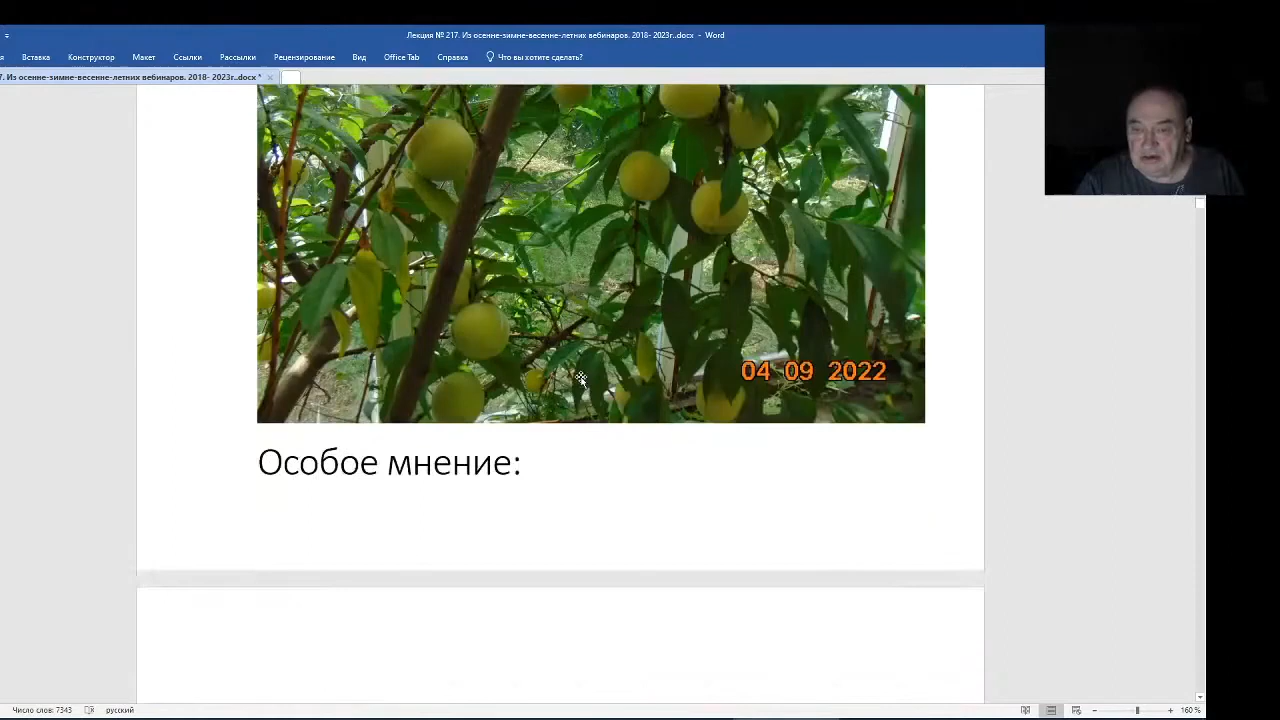 Лекция № 217. Из осенне-зимне-весенне-летних вебинаров. 2018- 2023г..docx - Word
я Вставка Конструктор Макет Ссылки Рассылки Рецензирование Вид Office Tab Справка Что вы хотите сделать?
7. Из осенне-зимне-весенне-летних вебинаров. 2018- 2023г..docx *
04 09 2022
Особое мнение:
Число слов: 7343 русский 160 %